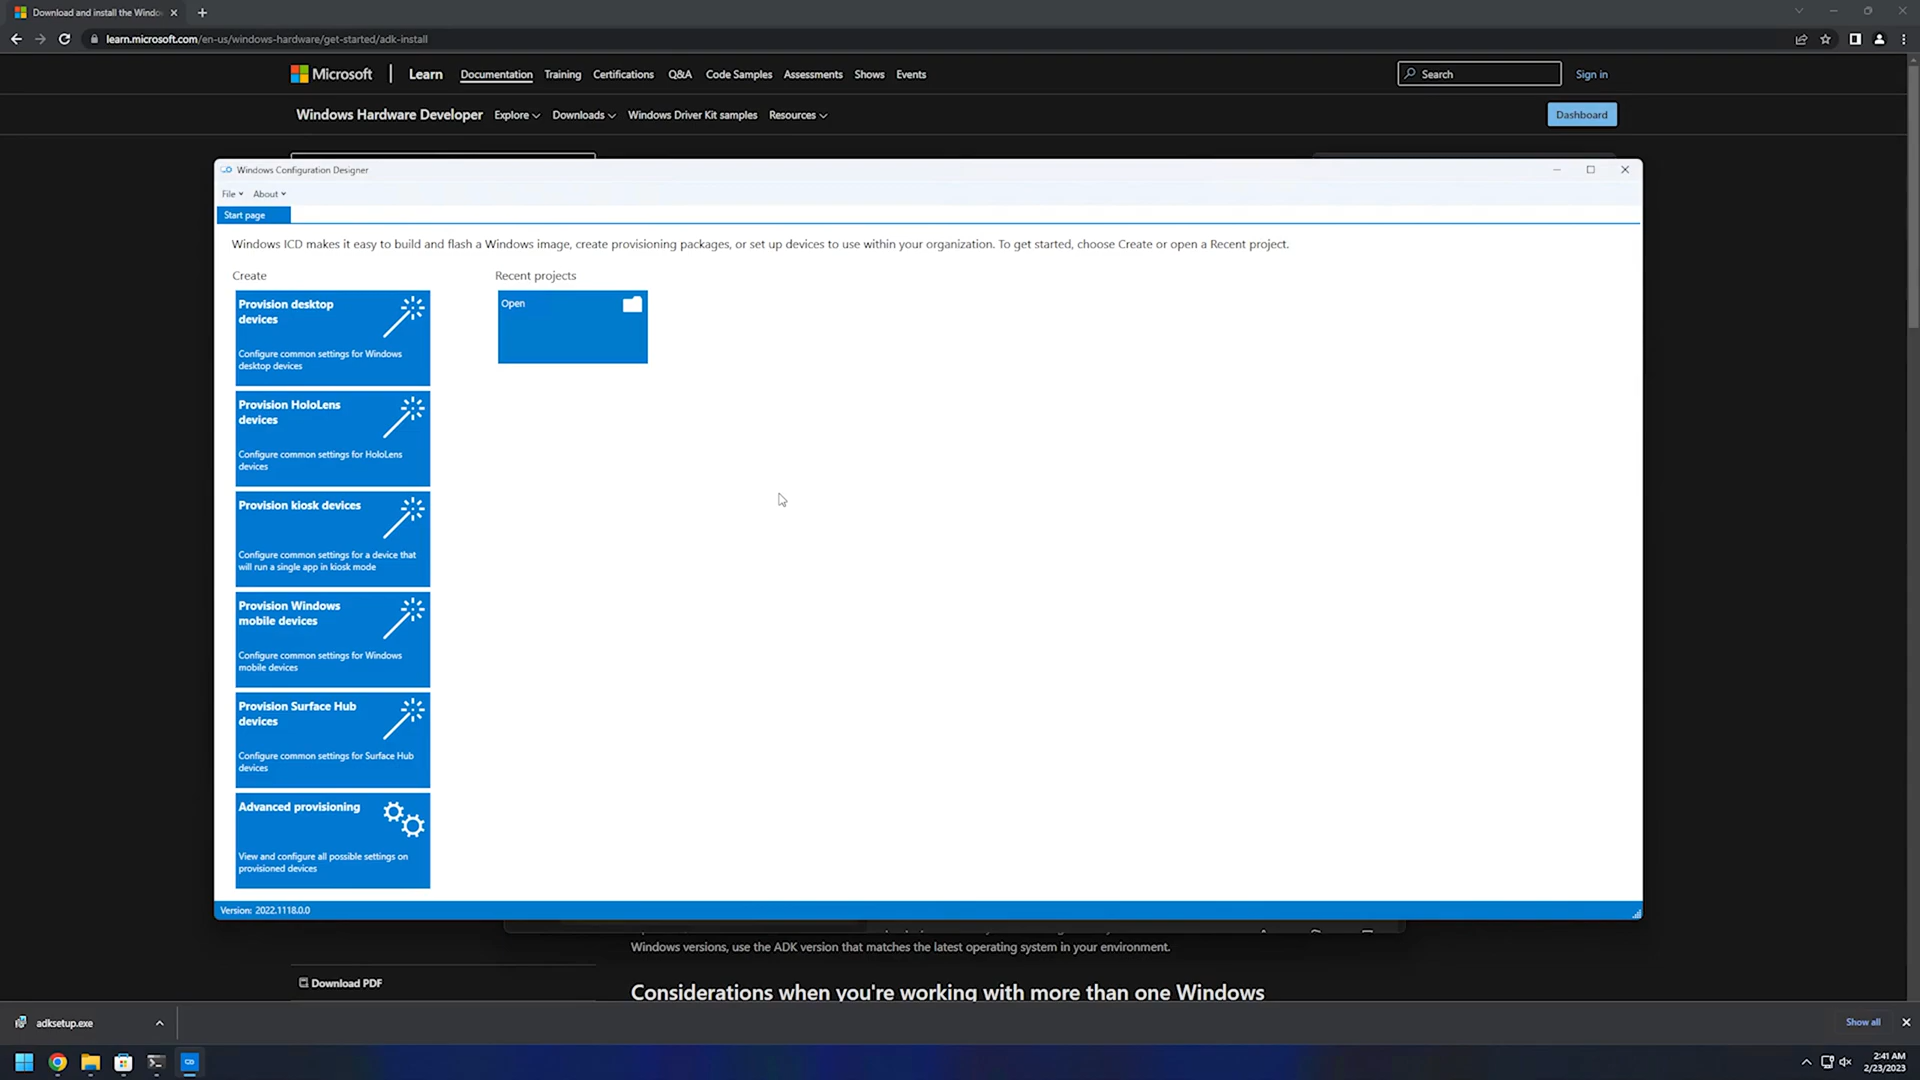 Download and install the Windo
learn.microsoft.com/en-us/windows-hardware/get-started/adk-install
Microsoft
Learn
Documentation
Training
Certifications
Q&A
Code Samples
Assessments
Shows
Events
Search
Sign in
Windows Hardware Developer
Explore
Downloads
Windows Driver Kit samples
Resources
Dashboard
Windows Configuration Designer
File
About
Start page
Windows ICD makes it easy to build and flash a Windows image, create provisioning packages, or set up devices to use within your organization. To get started, choose Create or open a Recent project.
Create
Recent projects
Open
Provision desktop
devices
Configure common settings for Windows
desktop devices
Provision HoloLens
devices
Configure common settings for HoloLens
devices
Provision kiosk devices
Configure common settings for a device that
will run a single app in kiosk mode
Provision Windows
mobile devices
Configure common settings for Windows
mobile devices
Provision Surface Hub
devices
Configure common settings for Surface Hub
devices
Advanced provisioning
View and configure all possible settings on
provisioned devices
Version: 2022.1118.0.0
Windows versions, use the ADK version that matches the latest operating system in your environment.
Download PDF
Considerations when you're working with more than one Windows
adksetup.exe
Show all
2:41 AM
2/23/2023